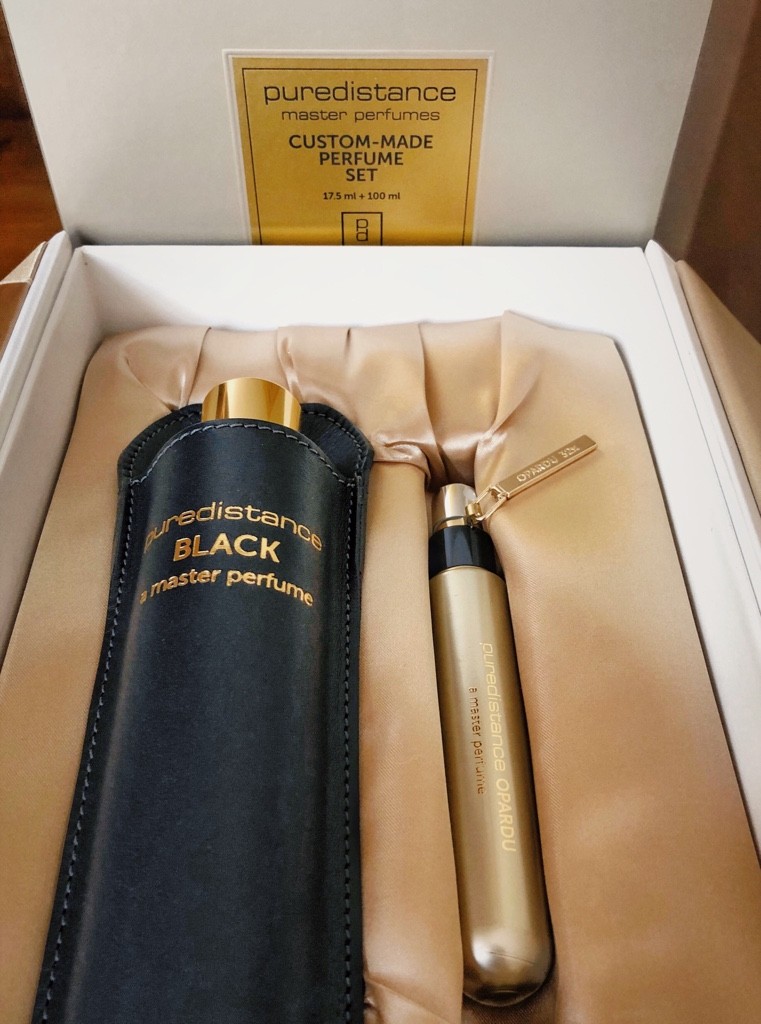 puredistance
master perfumes
CUSTOM-MADE
PERFUME
SET
17.5 ml + 100 ml
pd
puredistance
BLACK
a master perfume
OPARDU
puredistance OPARDU
a master perfume